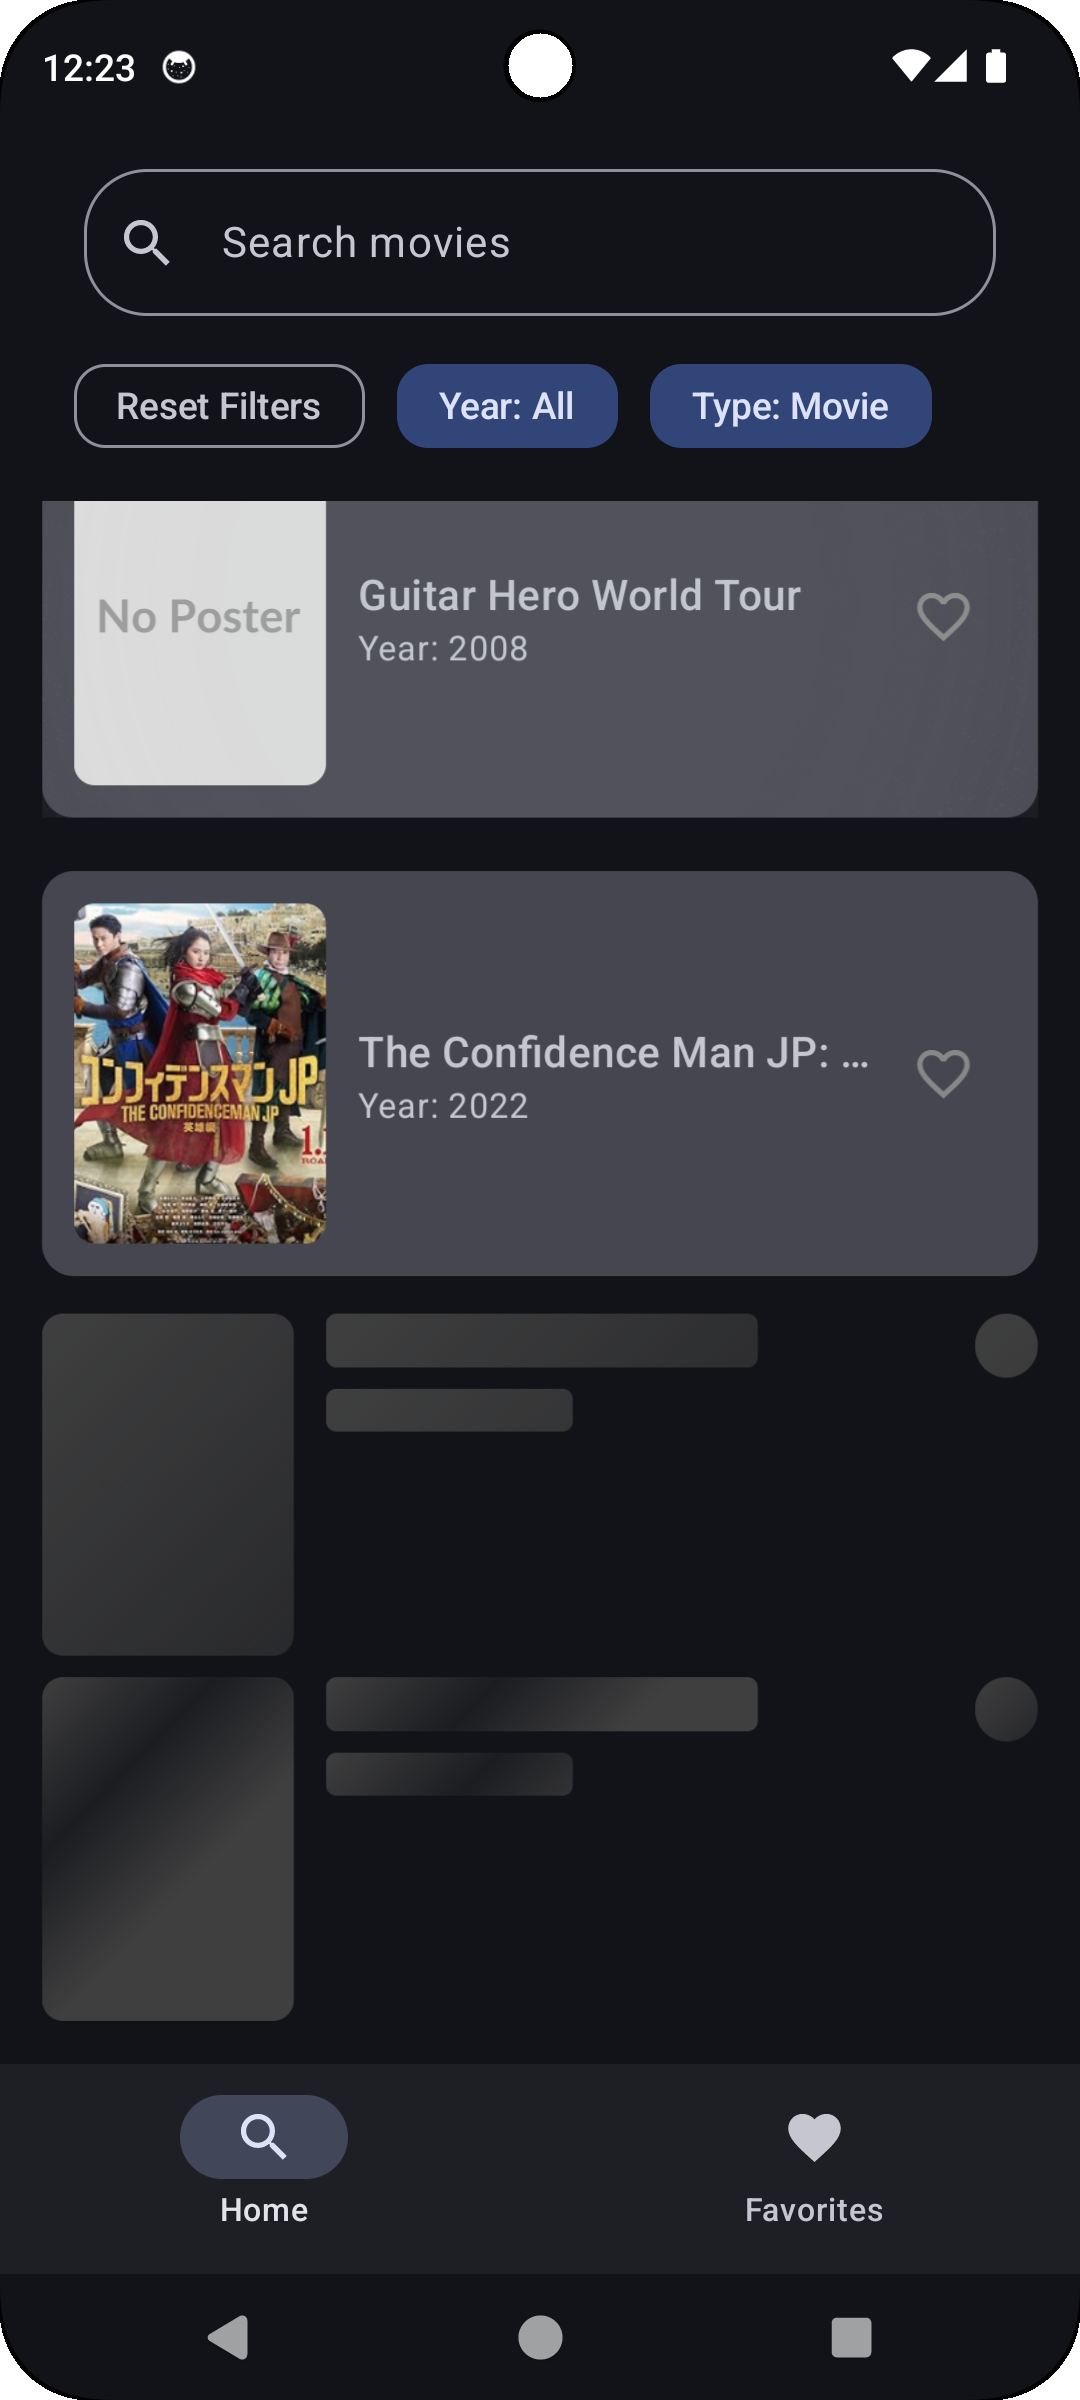 12:23
Search movies
Reset Filters
Year: All
Type: Movie
No Poster
Guitar Hero World Tour
Year: 2008
コンフィデンスマン JP
THE CONFIDENCEMAN JP
英雄編
The Confidence Man JP: ...
Year: 2022
Home
Favorites